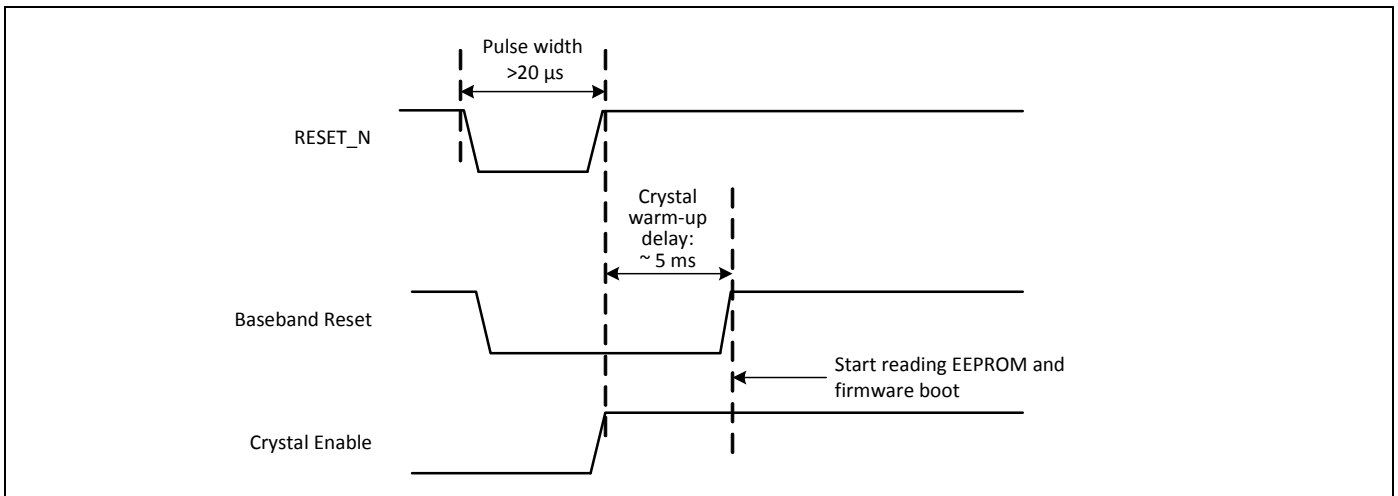 Pulse width
>20 µs
RESET_N
Crystal
warm-up
delay:
~ 5 ms
Baseband Reset
Start reading EEPROM and
firmware boot
Crystal Enable